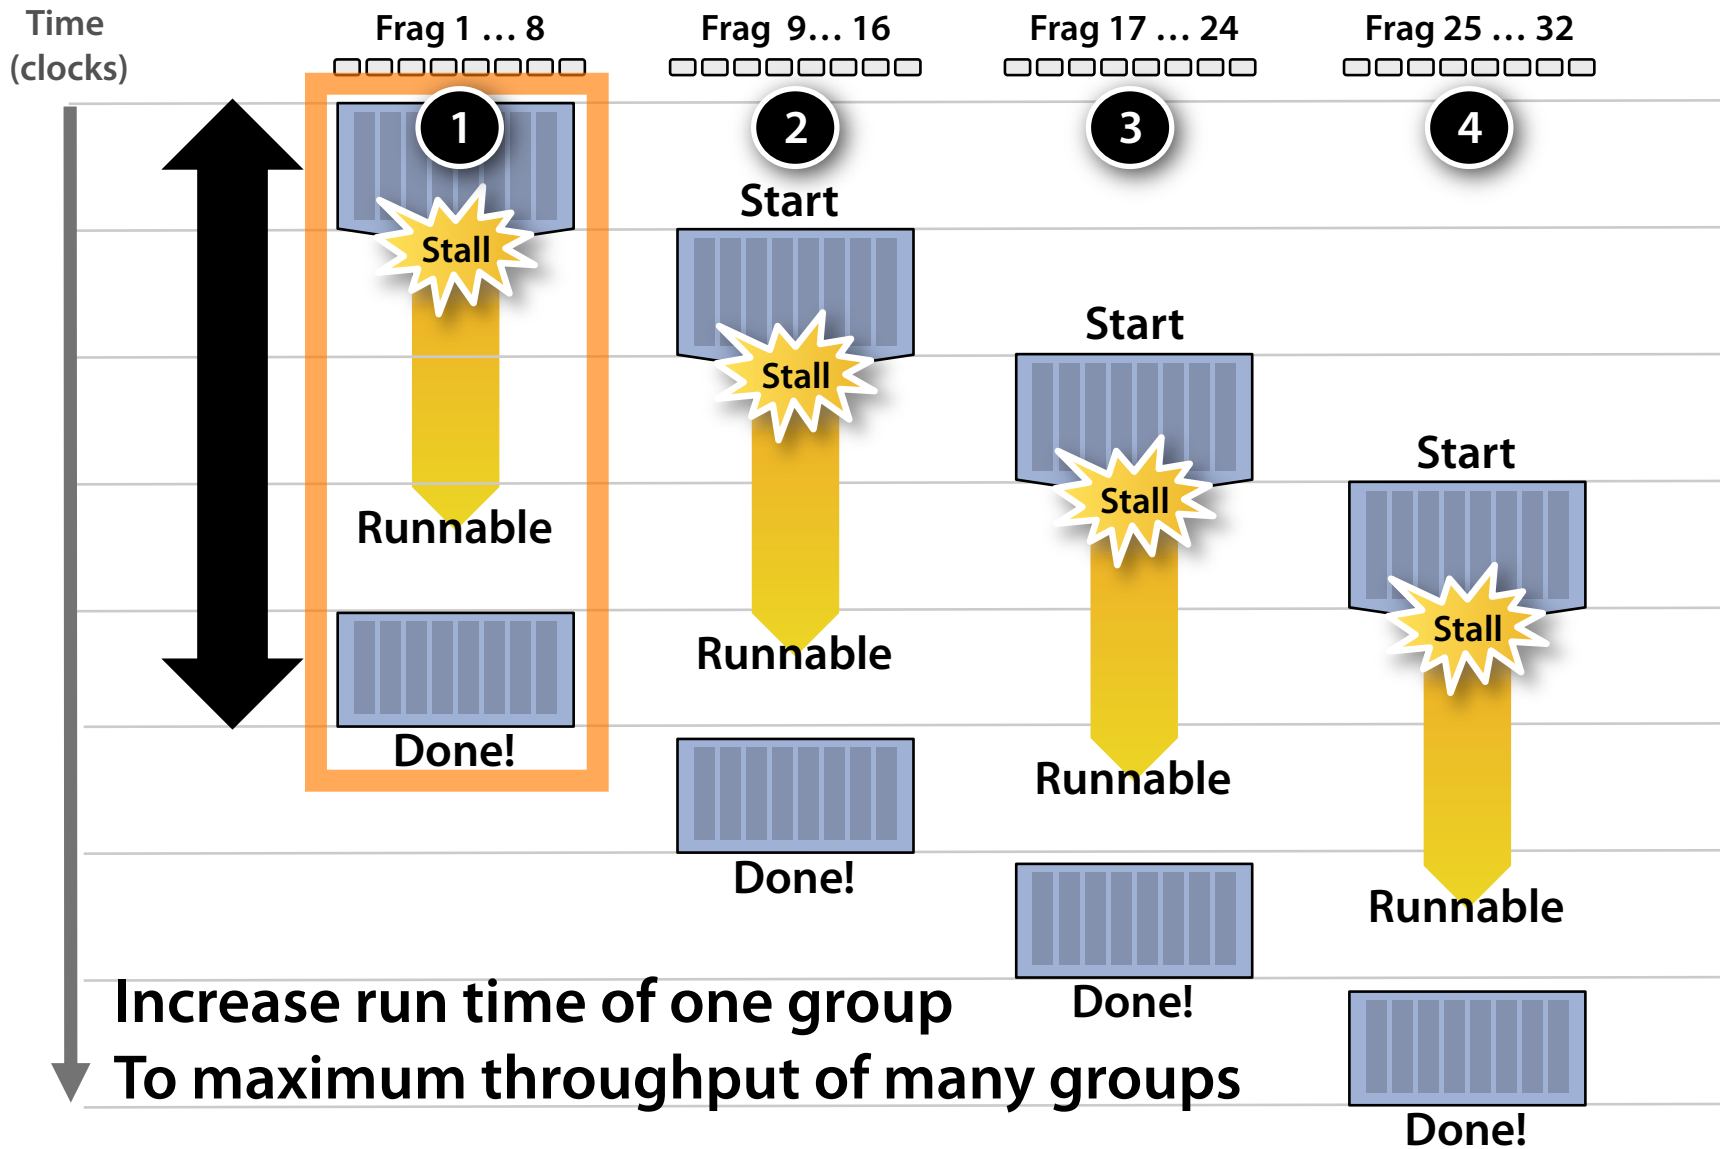 Time
(clocks)
Frag 1 … 8
Frag 9… 16
Frag 17 … 24
Frag 25 … 32
1
2
3
4
Start
Stall
Start
Stall
Start
Stall
Runnable
Stall
Runnable
Done!
Runnable
Done!
Runnable
Done!
Increase run time of one group
To maximum throughput of many groups
Done!